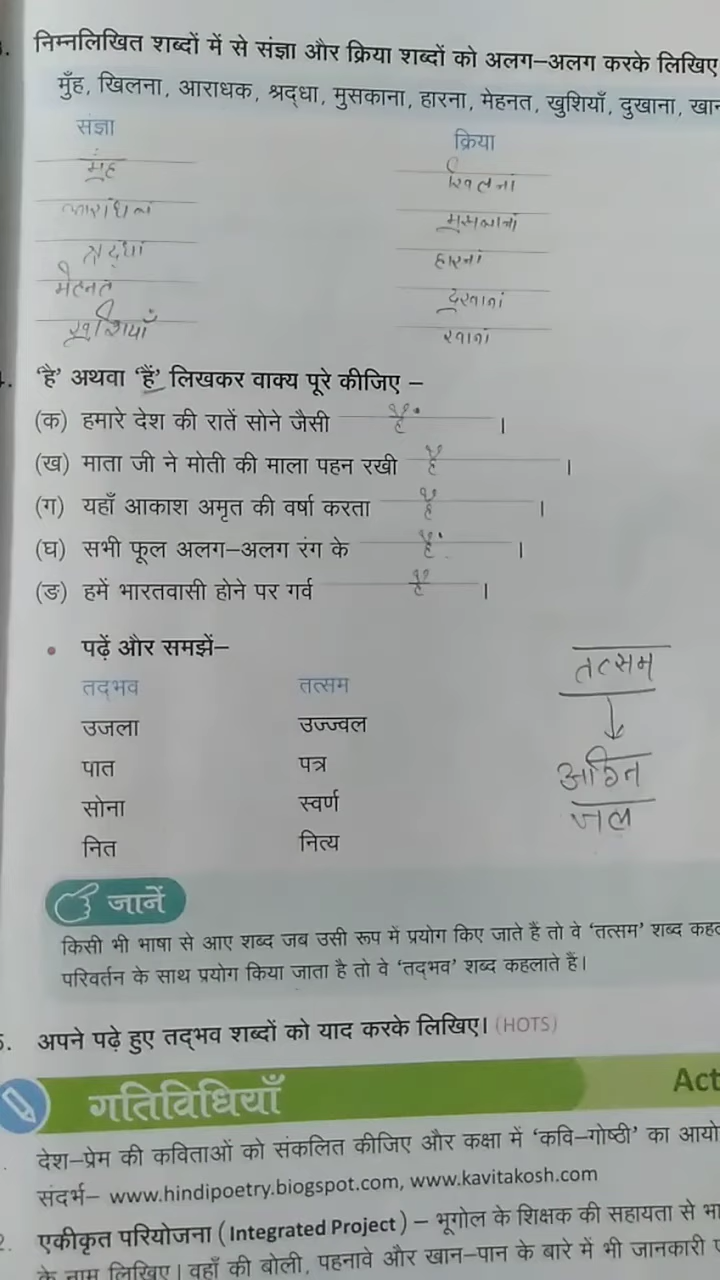 निम्नलिखित शब्दों में से संज्ञा और क्रिया शब्दों को अलग–अलग करके लिखिए
मुँह, खिलना, आराधक, श्रद्धा, मुसकाना, हारना, मेहनत, खुशियाँ, दुखाना, खान
संज्ञा क्रिया
मुंह खिलना
श्रद्धा हारना
मेहनत दुखाना
खुशियाँ खाना
'है' अथवा 'हैं' लिखकर वाक्य पूरे कीजिए –
(क) हमारे देश की रातें सोने जैसी हैं ।
(ख) माता जी ने मोती की माला पहन रखी है ।
(ग) यहाँ आकाश अमृत की वर्षा करता है ।
(घ) सभी फूल अलग–अलग रंग के हैं ।
(ङ) हमें भारतवासी होने पर गर्व है ।
• पढ़ें और समझें–
तद्भव तत्सम
उजला उज्ज्वल
पात पत्र
सोना स्वर्ण
नित नित्य
तत्सम
↓
अग्नि
जल
जानें
किसी भी भाषा से आए शब्द जब उसी रूप में प्रयोग किए जाते हैं तो वे 'तत्सम' शब्द कहल
परिवर्तन के साथ प्रयोग किया जाता है तो वे 'तद्भव' शब्द कहलाते हैं।
5. अपने पढ़े हुए तद्भव शब्दों को याद करके लिखिए। (HOTS)
गतिविधियाँ Act
देश–प्रेम की कविताओं को संकलित कीजिए और कक्षा में 'कवि–गोष्ठी' का आयो
संदर्भ– www.hindipoetry.biogspot.com, www.kavitakosh.com
2. एकीकृत परियोजना (Integrated Project) – भूगोल के शिक्षक की सहायता से भा
के नाम लिखिए। वहाँ की बोली, पहनावे और खान–पान के बारे में भी जानकारी